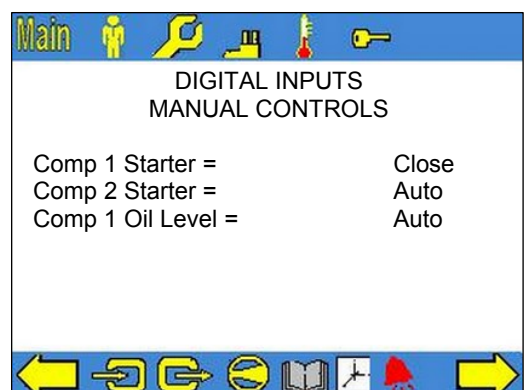 Main
DIGITAL INPUTS
MANUAL CONTROLS
Comp 1 Starter = Close
Comp 2 Starter = Auto
Comp 1 Oil Level = Auto